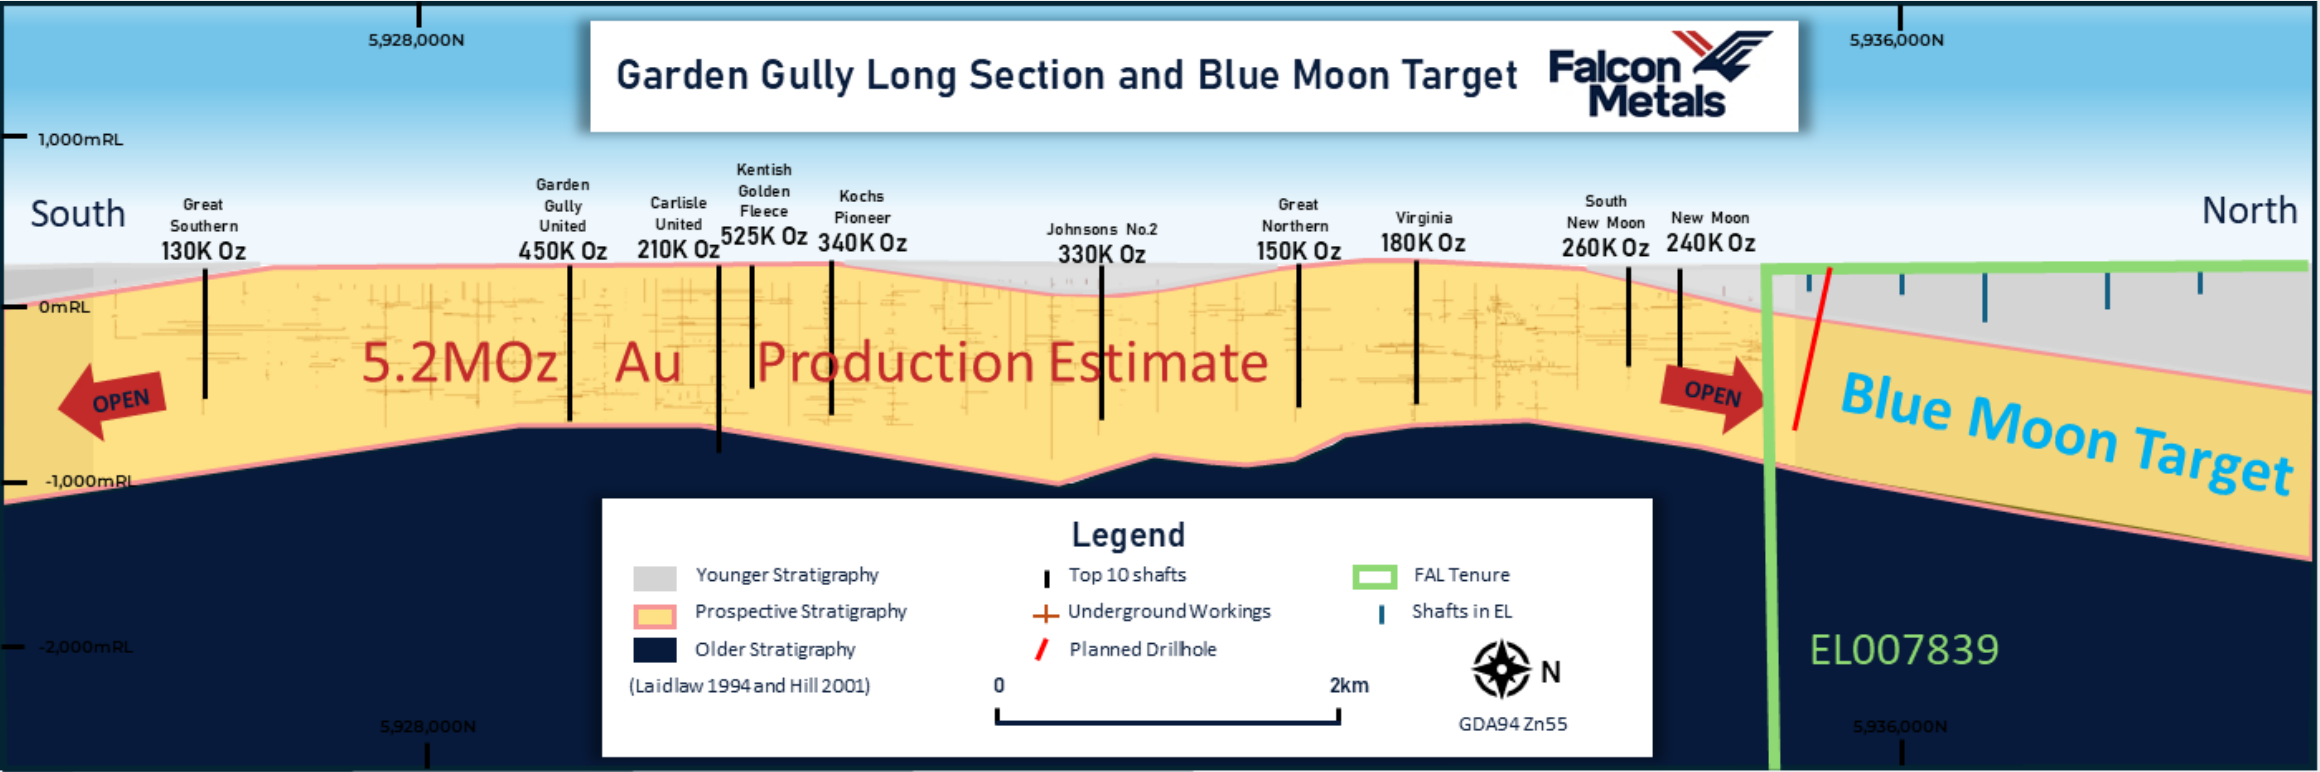 5,928,000N
5,936,000N
Garden Gully Long Section and Blue Moon Target
Falcon
Metals
1,000mRL
South
North
Great
Southern
130K Oz
Garden
Gully
United
450K Oz
Carlisle
United
210K Oz
Kentish
Golden
Fleece
525K Oz
Kochs
Pioneer
340K Oz
Johnsons No.2
330K Oz
Great
Northern
150K Oz
Virginia
180K Oz
South
New Moon
260K Oz
New Moon
240K Oz
0mRL
5.2MOz Au Production Estimate
OPEN
OPEN
Blue Moon Target
-1,000mRL
Legend
Younger Stratigraphy
Top 10 shafts
FAL Tenure
Prospective Stratigraphy
Underground Workings
Shafts in EL
Older Stratigraphy
Planned Drillhole
(Laidlaw 1994 and Hill 2001)
0
2km
N
GDA94 Zn55
EL007839
-2,000mRL
5,928,000N
5,936,000N